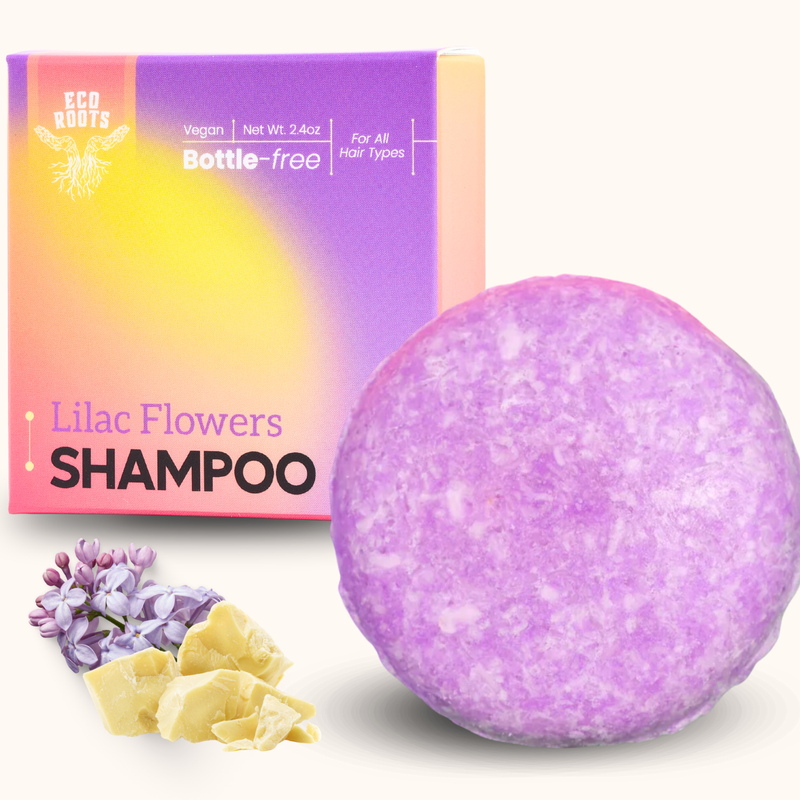 ECO
ROOTS
Vegan | Net Wt. 2.4oz
Bottle-free
For All
Hair Types
Lilac Flowers
SHAMPOO